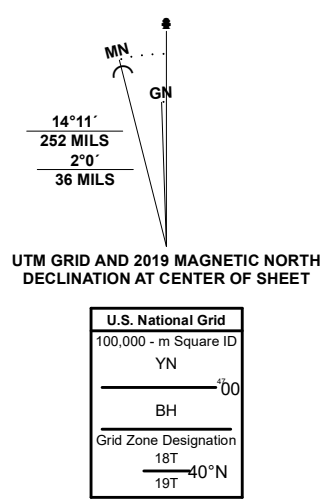 MN
GN
14°11´
252 MILS
2°0´
36 MILS
UTM GRID AND 2019 MAGNETIC NORTH
DECLINATION AT CENTER OF SHEET
U.S. National Grid
100,000 - m Square ID
YN
4700
BH
Grid Zone Designation
18T
40°N
19T